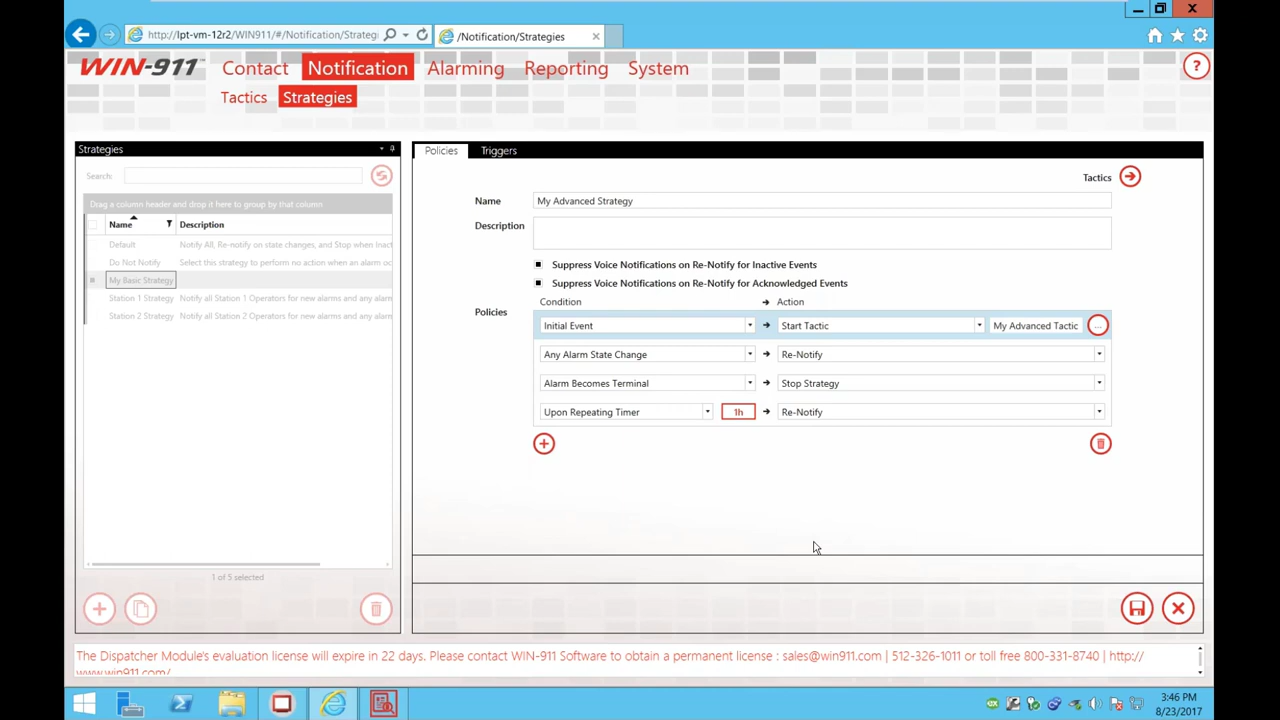 http://lpt-vm-12r2/WIN911/#/Notification/Strateg
/Notification/Strategies
WIN-911™
Contact
Notification
Alarming
Reporting
System
?
Tactics
Strategies
Strategies
Search:
Drag a column header and drop it here to group by that column
Name
Description
Default
Notify All, Re-notify on state changes, and Stop when Inact
Do Not Notify
Select this strategy to perform no action when an alarm oc
My Basic Strategy
Station 1 Strategy
Notify all Station 1 Operators for new alarms and any alarm
Station 2 Strategy
Notify all Station 2 Operators for new alarms and any alarm
1 of 5 selected
Policies
Triggers
Tactics
Name
My Advanced Strategy
Description
Suppress Voice Notifications on Re-Notify for Inactive Events
Suppress Voice Notifications on Re-Notify for Acknowledged Events
Condition
Action
Policies
Initial Event
Start Tactic
My Advanced Tactic
...
Any Alarm State Change
Re-Notify
Alarm Becomes Terminal
Stop Strategy
Upon Repeating Timer
1h
Re-Notify
The Dispatcher Module's evaluation license will expire in 22 days. Please contact WIN-911 Software to obtain a permanent license : sales@win911.com | 512-326-1011 or toll free 800-331-8740 | http://
www.win911.com/
3:46 PM
8/23/2017